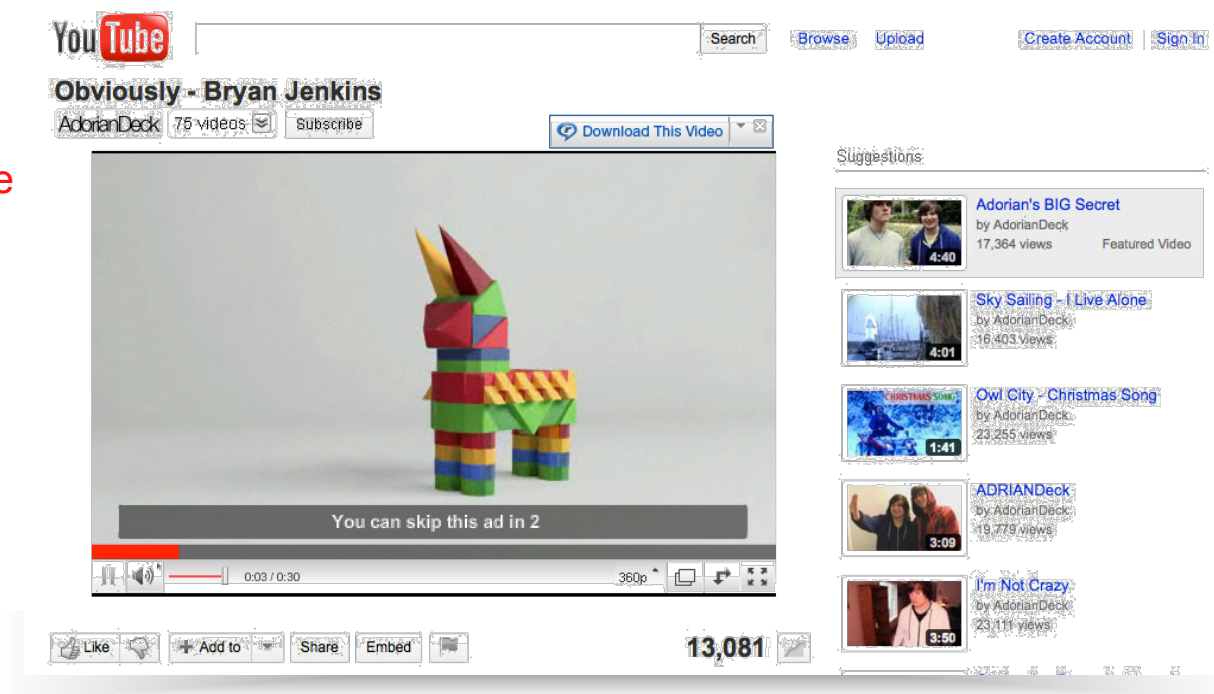 You Tube
Search Browse Upload Create Account | Sign In
Obviously - Bryan Jenkins
AdorianDeck 75 videos Subscribe
Download This Video
e
You can skip this ad in 2
0:03 / 0:30 360p
Like Add to Share Embed 13,081
Suggestions
4:40
Adorian's BIG Secret
by AdorianDeck
17,364 views Featured Video
4:01
Sky Sailing - I Live Alone
by AdorianDeck
16,403 views
CHRISTMAS SONG
1:41
Owl City - Christmas Song
by AdorianDeck
23,255 views
3:09
ADRIANDeck
by AdorianDeck
19,779 views
3:50
I'm Not Crazy
by AdorianDeck
23,111 views